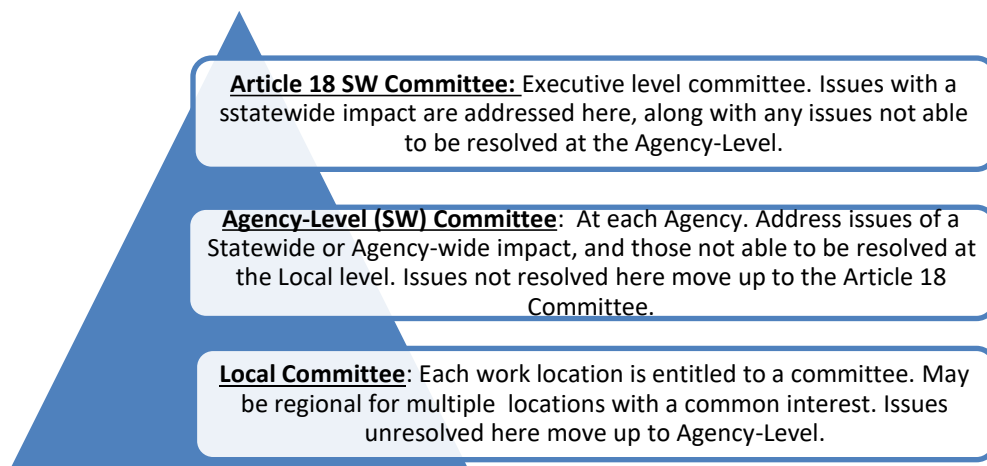 Article 18 SW Committee: Executive level committee. Issues with a
sstatewide impact are addressed here, along with any issues not able
to be resolved at the Agency-Level.
Agency-Level (SW) Committee: At each Agency. Address issues of a
Statewide or Agency-wide impact, and those not able to be resolved at
the Local level. Issues not resolved here move up to the Article 18
Committee.
Local Committee: Each work location is entitled to a committee. May
be regional for multiple locations with a common interest. Issues
unresolved here move up to Agency-Level.